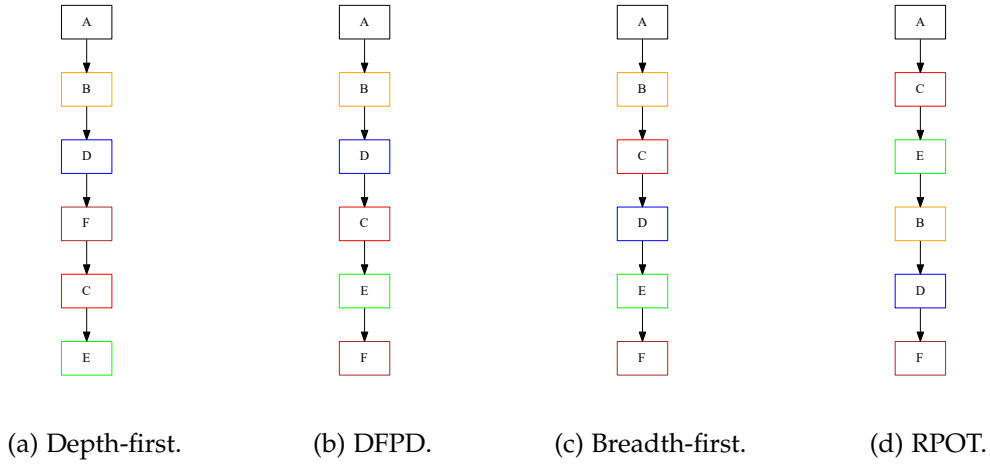 A A A A
B B B C
D D C E
F C D B
C E E D
E F F F
(a) Depth-first. (b) DFPD. (c) Breadth-first. (d) RPOT.